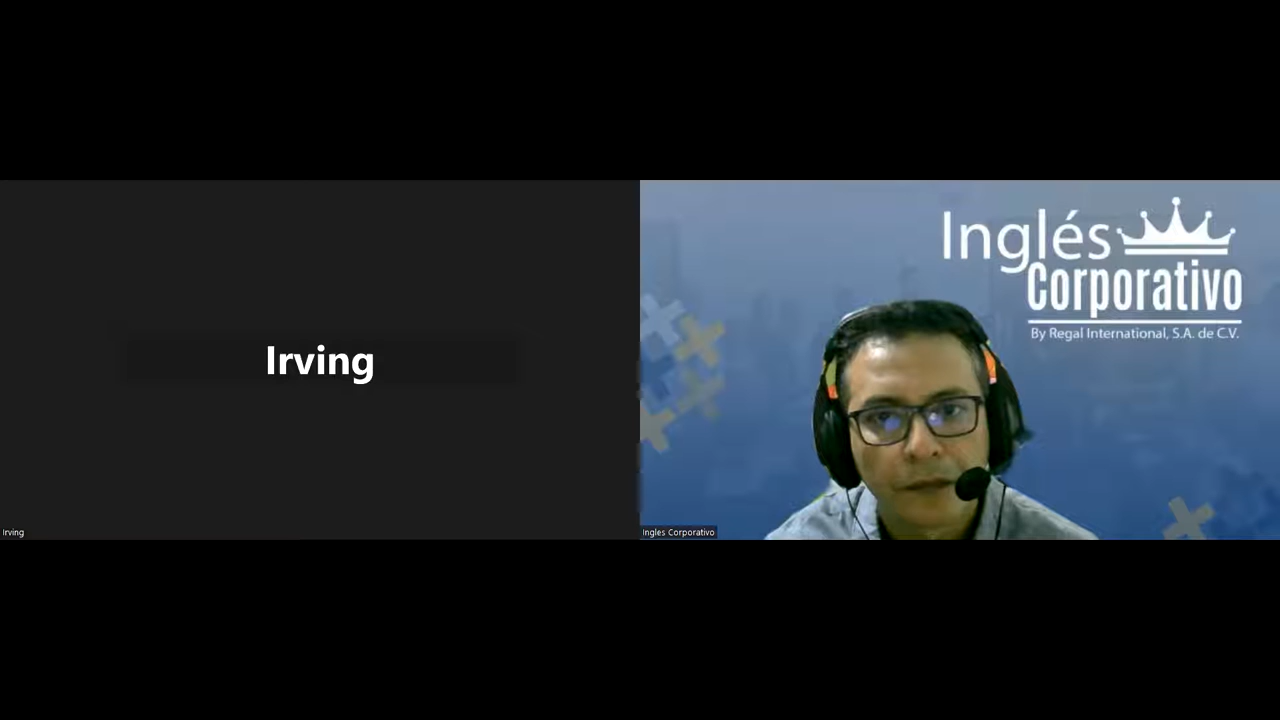 Irving
Irving
Inglés
Corporativo
By Regal International, S.A. de C.V.
Ingles Corporativo